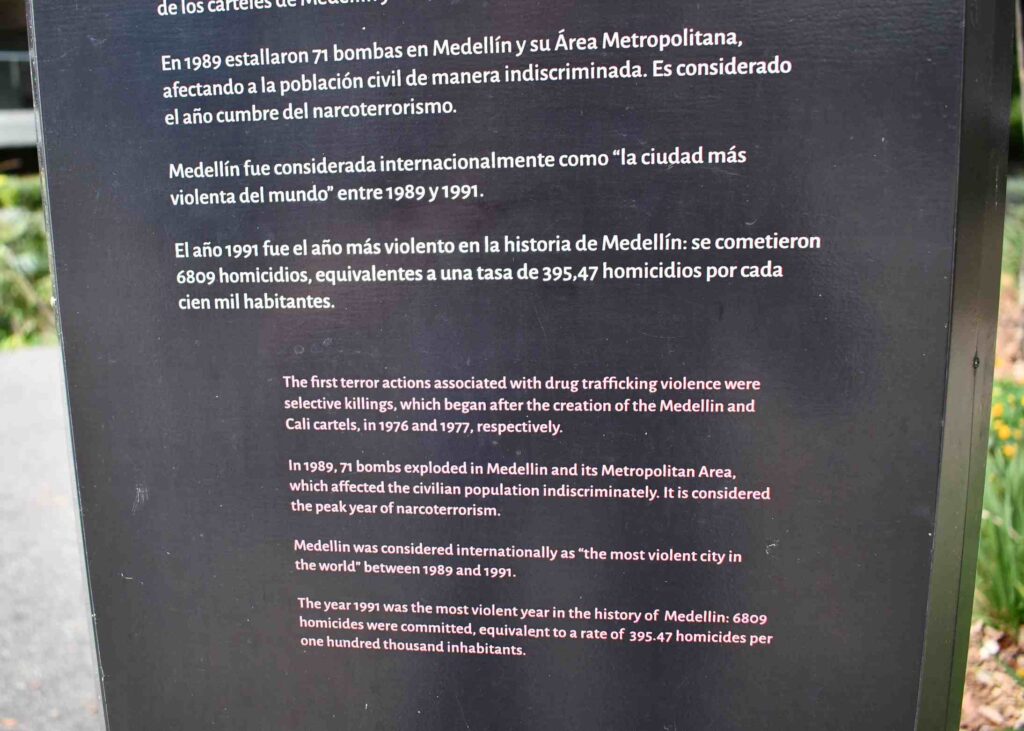 de los carteles de Medellín y
En 1989 estallaron 71 bombas en Medellín y su Área Metropolitana,
afectando a la población civil de manera indiscriminada. Es considerado
el año cumbre del narcoterrorismo.
Medellín fue considerada internacionalmente como “la ciudad más
violenta del mundo” entre 1989 y 1991.
El año 1991 fue el año más violento en la historia de Medellín: se cometieron
6809 homicidios, equivalentes a una tasa de 395,47 homicidios por cada
cien mil habitantes.
The first terror actions associated with drug trafficking violence were
selective killings, which began after the creation of the Medellin and
Cali cartels, in 1976 and 1977, respectively.
In 1989, 71 bombs exploded in Medellin and its Metropolitan Area,
which affected the civilian population indiscriminately. It is considered
the peak year of narcoterrorism.
Medellin was considered internationally as “the most violent city in
the world” between 1989 and 1991.
The year 1991 was the most violent year in the history of Medellin: 6809
homicides were committed, equivalent to a rate of 395.47 homicides per
one hundred thousand inhabitants.